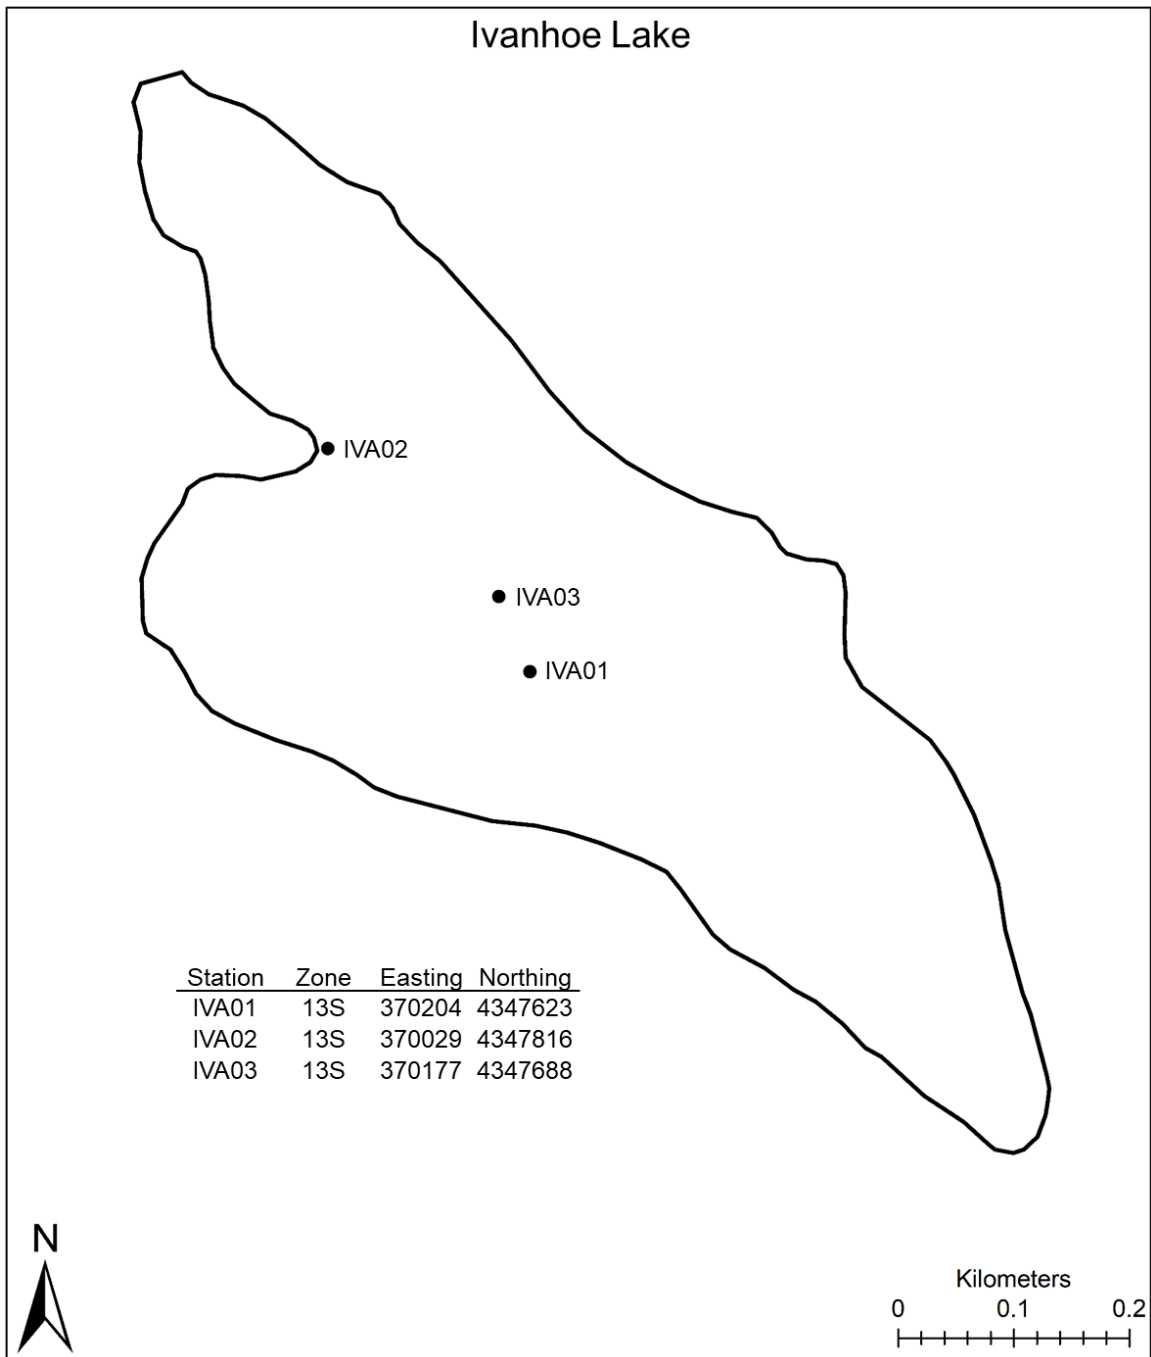 Ivanhoe Lake
IVA02
IVA03
IVA01
Station Zone Easting Northing
IVA01 13S 370204 4347623
IVA02 13S 370029 4347816
IVA03 13S 370177 4347688
N
Kilometers
0 0.1 0.2